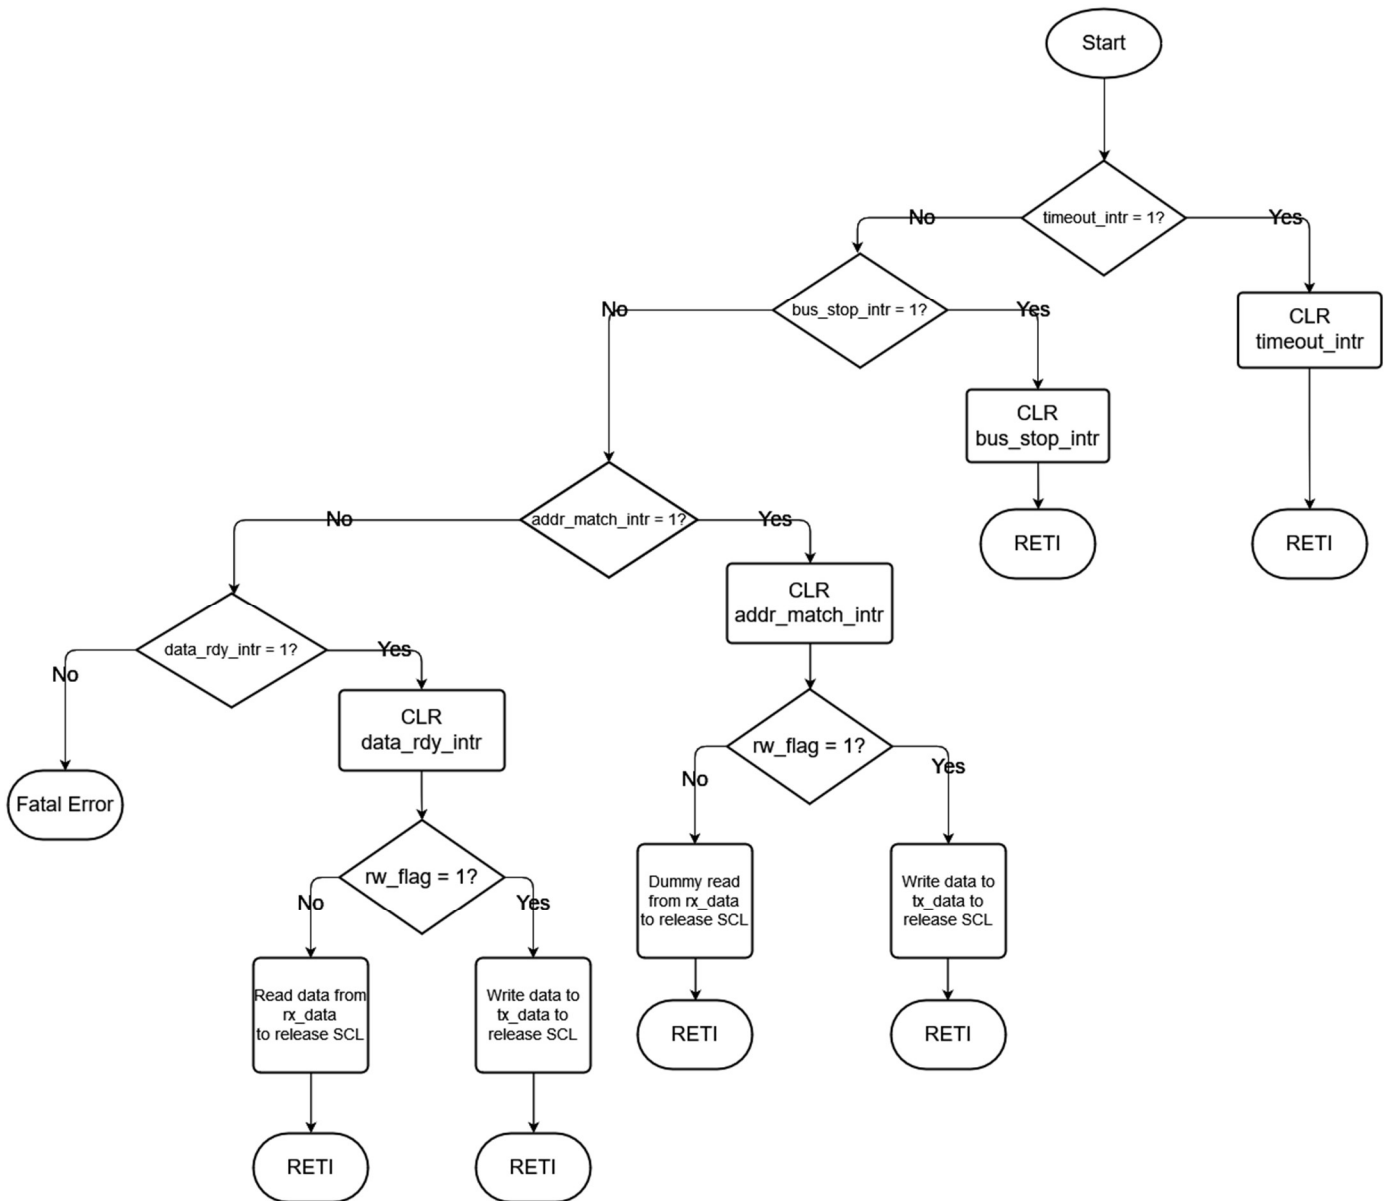 Start
timeout_intr = 1?
No
Yes
bus_stop_intr = 1?
No
Yes
CLR
timeout_intr
CLR
bus_stop_intr
RETI
RETI
addr_match_intr = 1?
No
Yes
CLR
addr_match_intr
data_rdy_intr = 1?
No
Yes
CLR
data_rdy_intr
rw_flag = 1?
No
Yes
Fatal Error
rw_flag = 1?
No
Yes
Dummy read
from rx_data
to release SCL
Write data to
tx_data to
release SCL
Read data from
rx_data
to release SCL
Write data to
tx_data to
release SCL
RETI
RETI
RETI
RETI